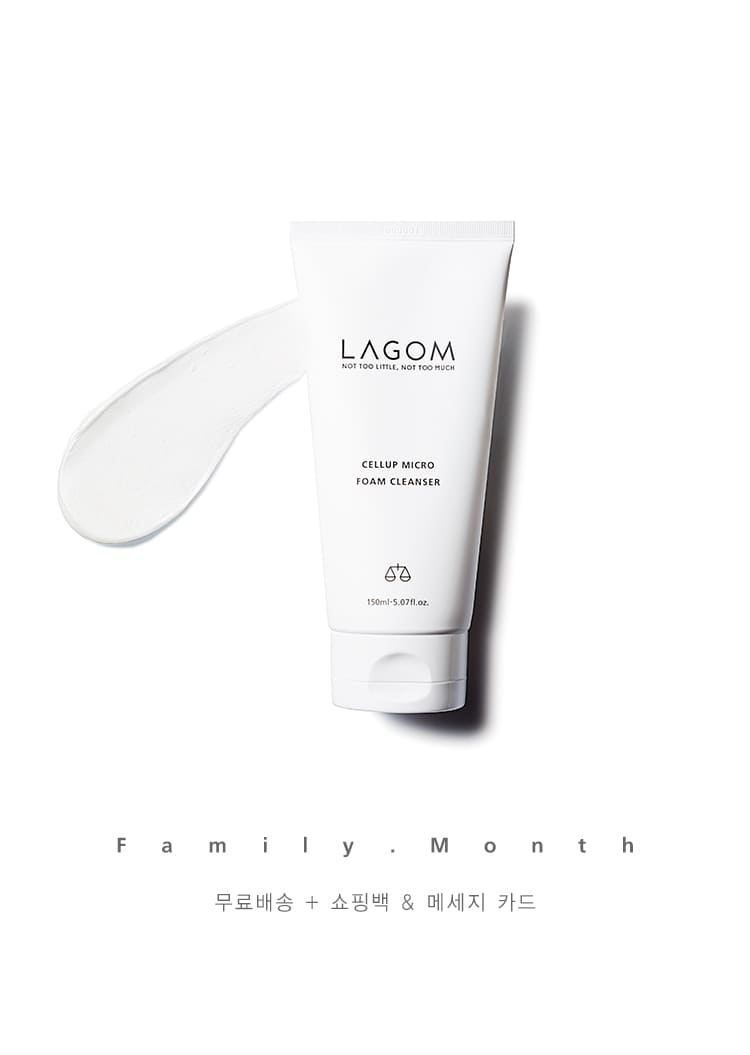 LAGOM
NOT TOO LITTLE, NOT TOO MUCH
CELLUP MICRO
FOAM CLEANSER
150ml·5.07fl.oz.
Family.Month
무료배송 + 쇼핑백 & 메세지 카드